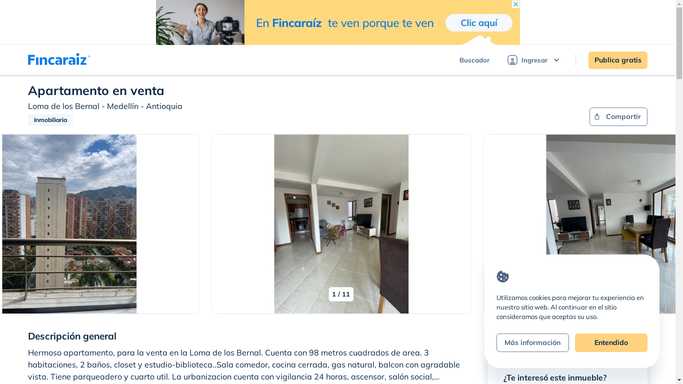 En Fincaraíz te ven porque te ven
Clic aquí
Fincaraíz
Buscador
Ingresar
Publica gratis
Apartamento en venta
Loma de los Bernal - Medellín - Antioquia
Inmobiliaria
Compartir
1 / 11
Utilizamos cookies para mejorar tu experiencia en
nuestro sitio web. Al continuar en el sitio
consideramos que aceptas su uso.
Más información
Entendido
Descripción general
Hermoso apartamento, para la venta en la Loma de los Bernal. Cuenta con 98 metros cuadrados de area. 3
habitaciones, 2 baños, closet y estudio-biblioteca..Sala comedor, cocina cerrada, gas natural, balcon con agradable
vista. Tiene parqueadero y cuarto util. La urbanizacion cuenta con vigilancia 24 horas, ascensor, salón social,...
¿Te interesó este inmueble?